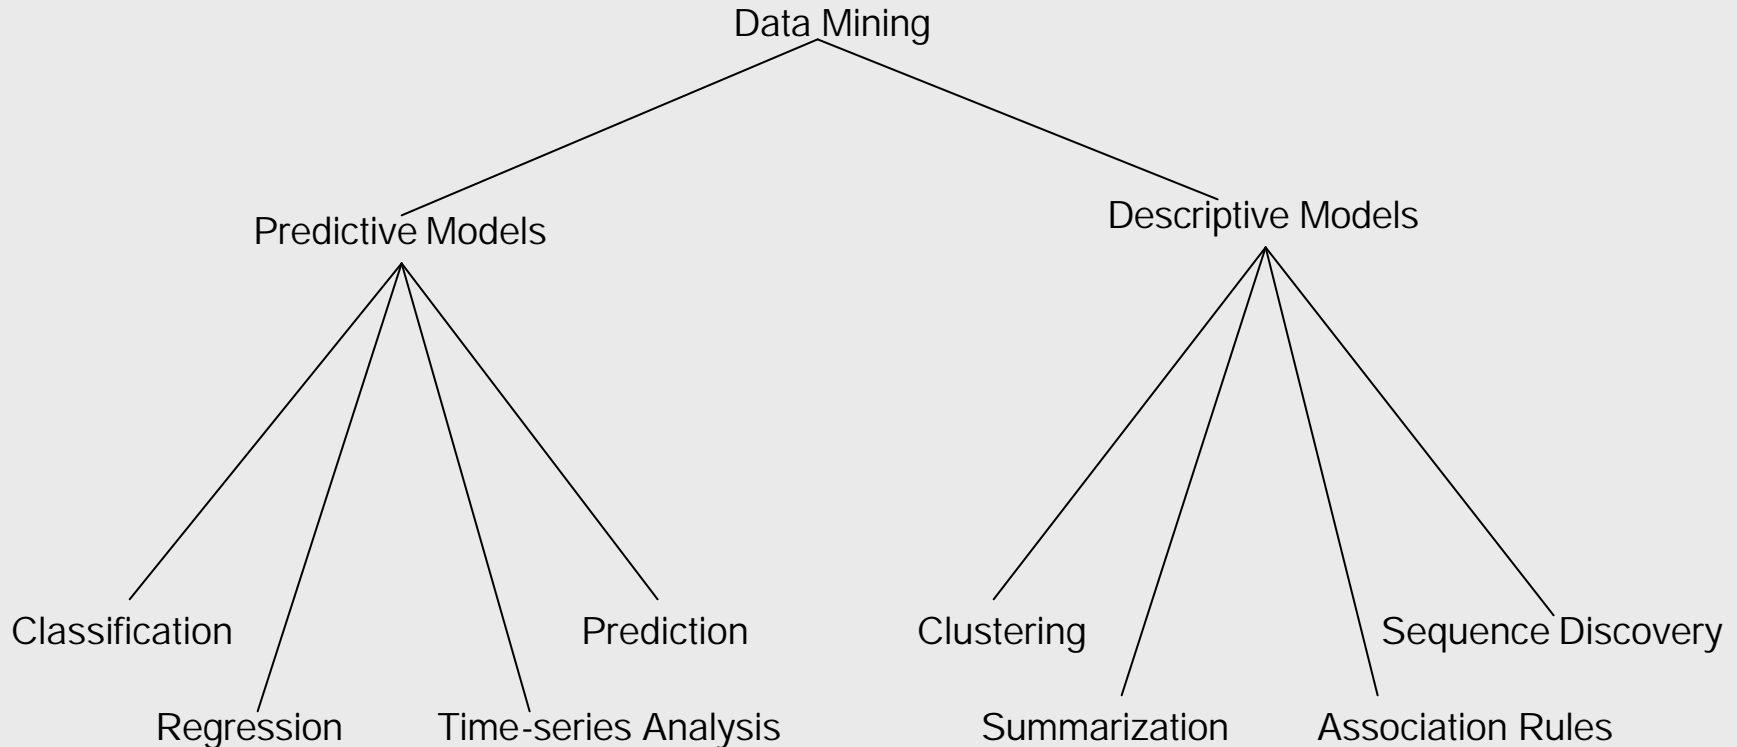 Data Mining
Predictive Models
Descriptive Models
Classification
Prediction
Clustering
Sequence Discovery
Regression
Time-series Analysis
Summarization
Association Rules